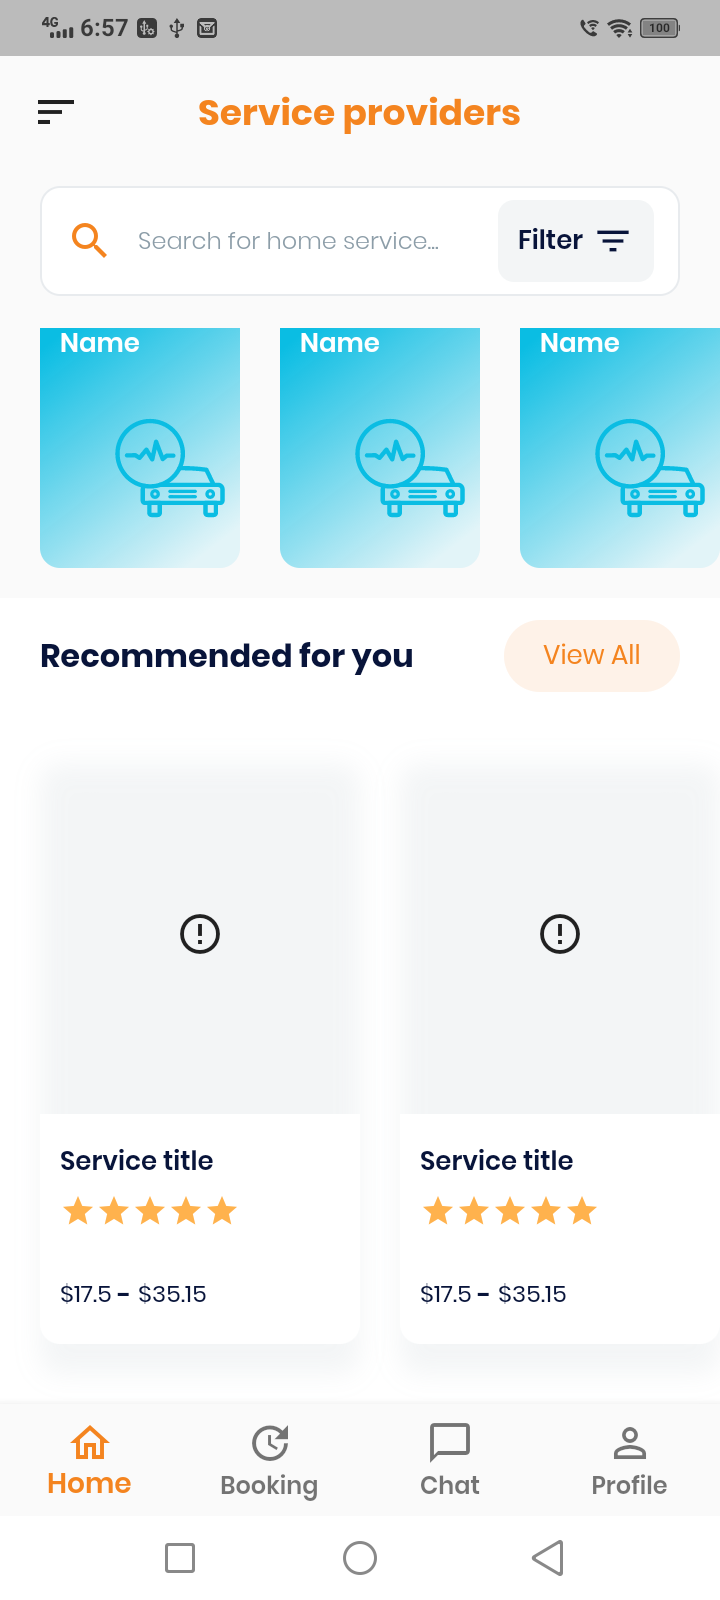 4G 6:57 100
Service providers
Search for home service...
Filter
Name Name Name
Recommended for you
View All
Service title Service title
$17.5 - $35.15 $17.5 - $35.15
Home Booking Chat Profile